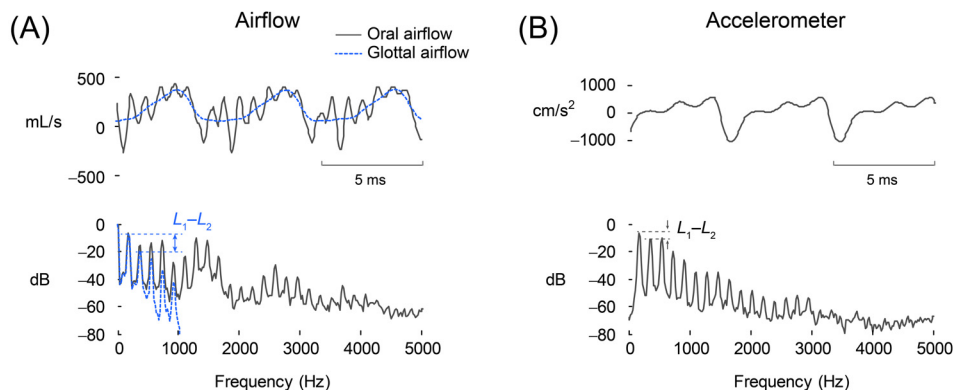 (A)
Airflow
Oral airflow
Glottal airflow
500
mL/s
0
−500
5 ms
0
L1–L2
−20
dB
−40
−60
−80
0 1000 2000 3000 4000 5000
Frequency (Hz)
(B)
Accelerometer
1000
cm/s2
0
−1000
5 ms
0
L1–L2
−20
dB
−40
−60
−80
0 1000 2000 3000 4000 5000
Frequency (Hz)